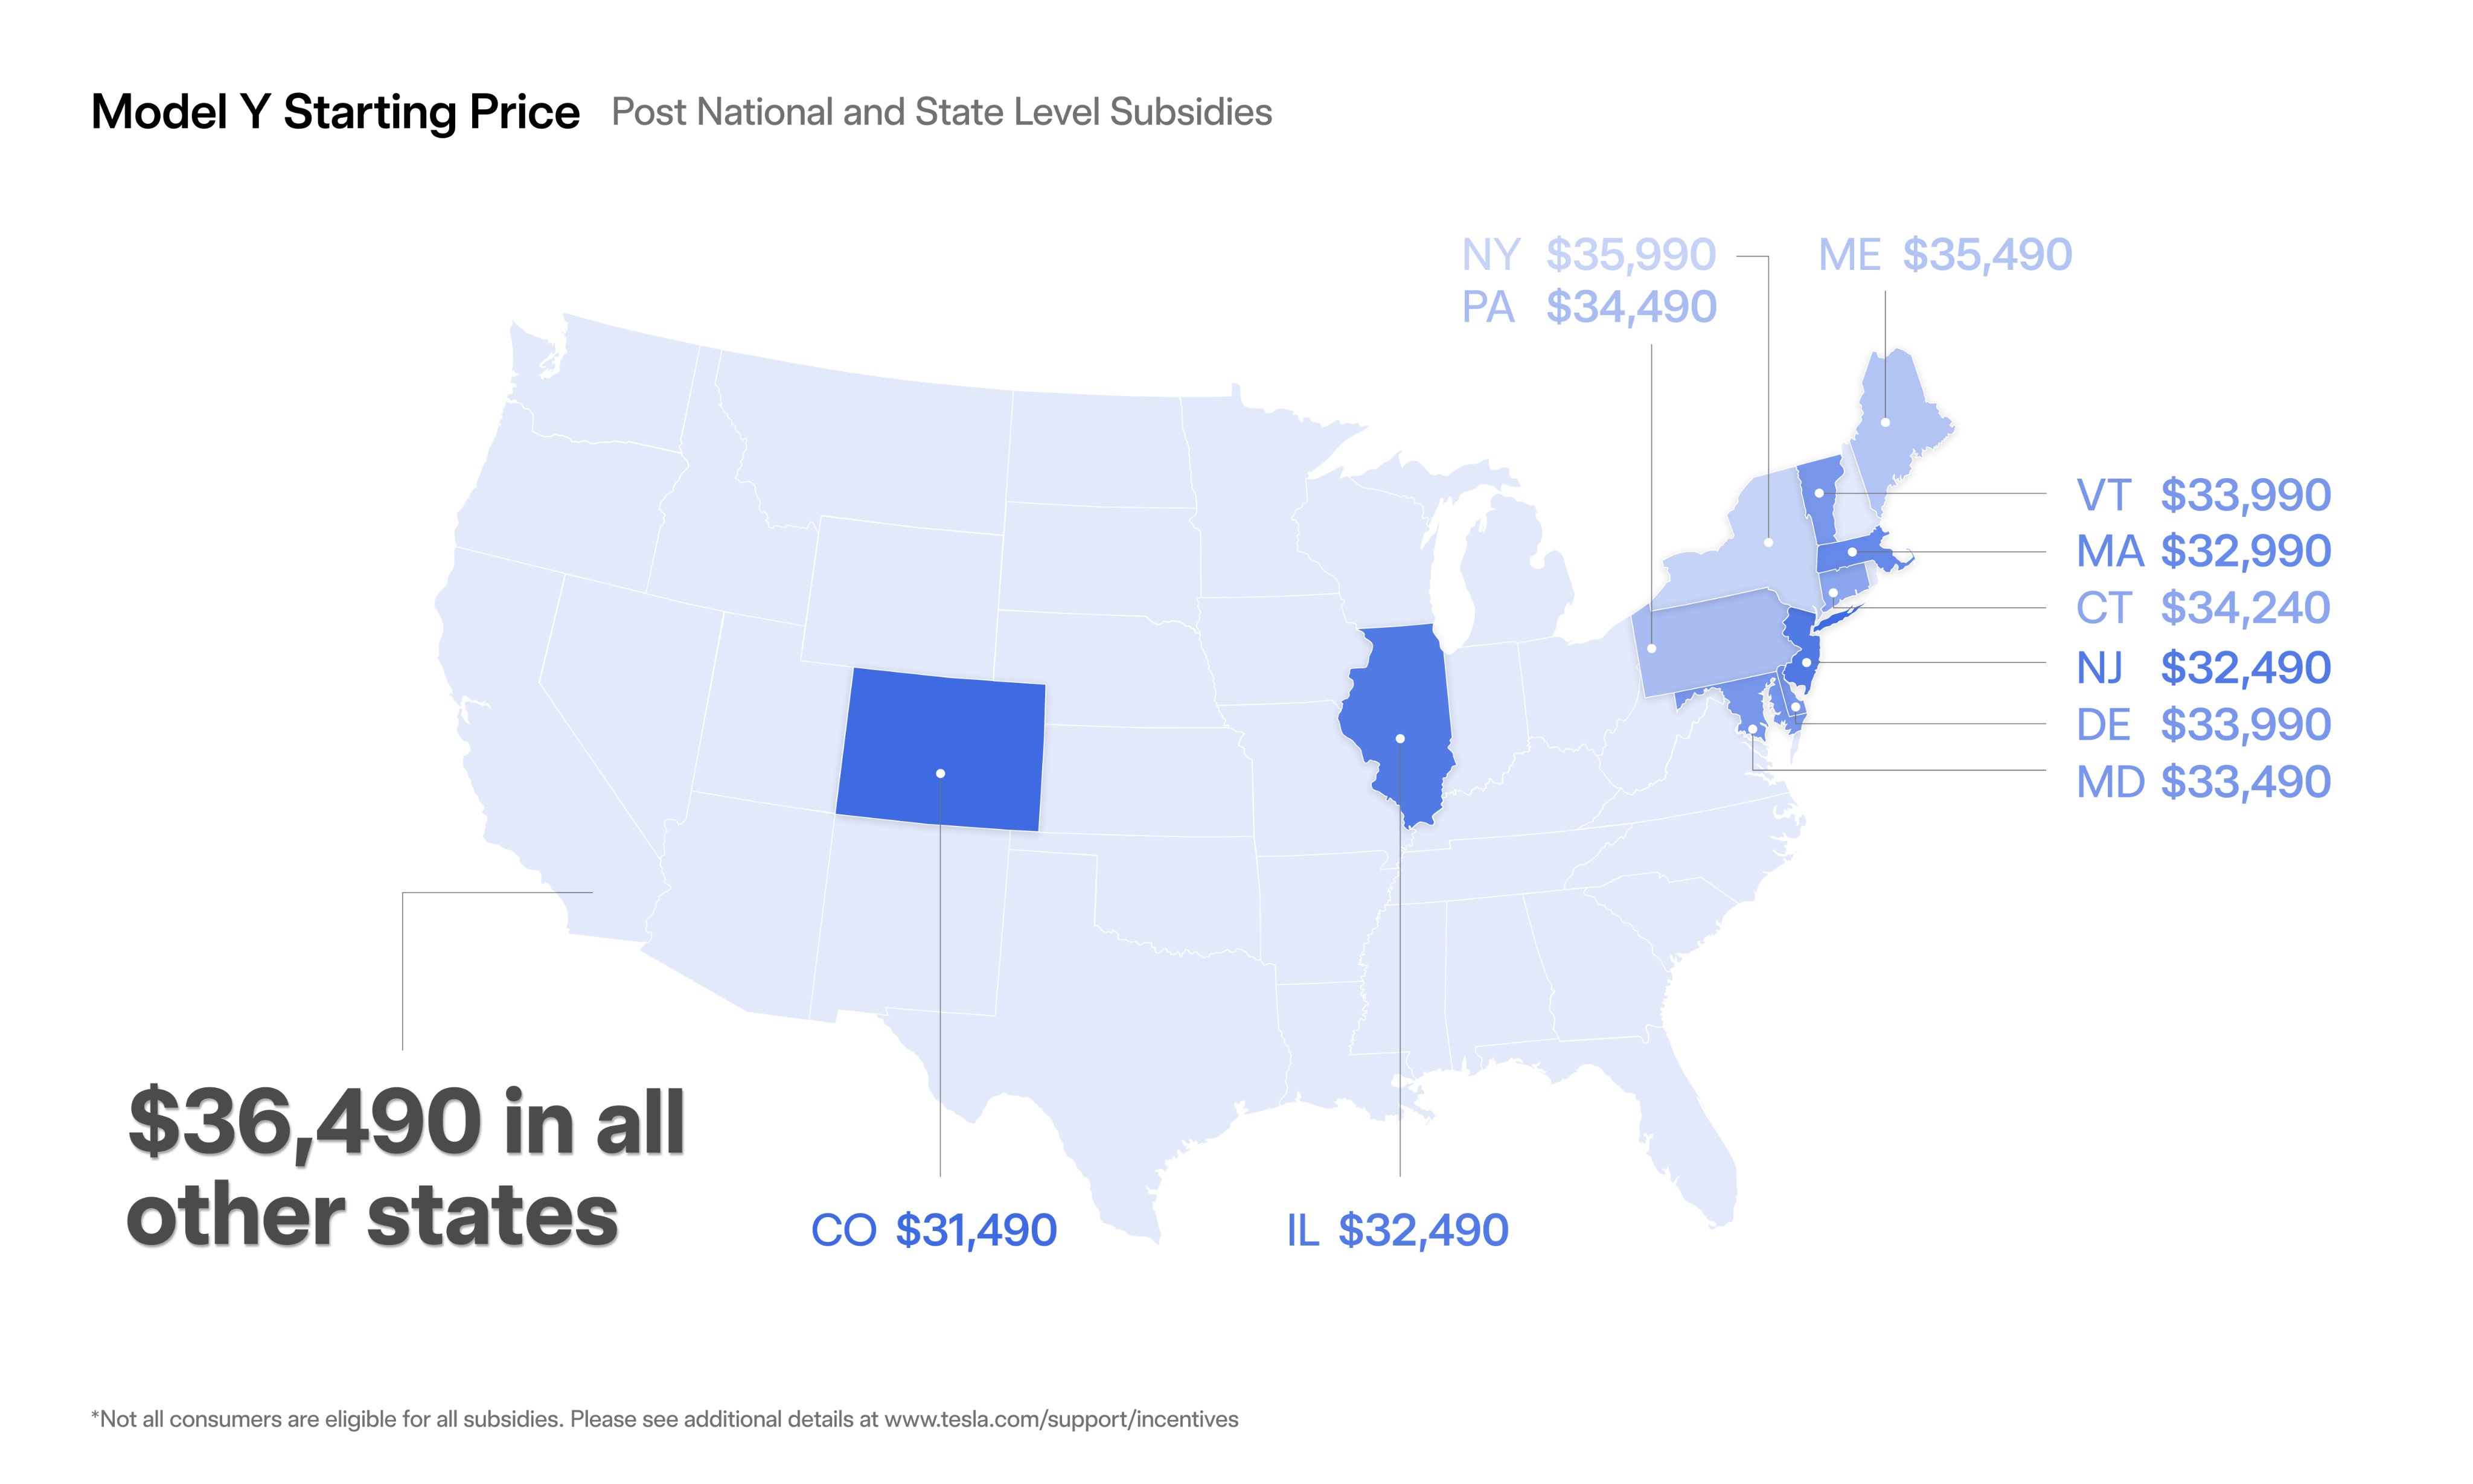 Model Y Starting Price Post National and State Level Subsidies
NY $35,990
PA $34,490
ME $35,490
VT $33,990
MA $32,990
CT $34,240
NJ $32,490
DE $33,990
MD $33,490
$36,490 in all
other states
CO $31,490
IL $32,490
*Not all consumers are eligible for all subsidies. Please see additional details at www.tesla.com/support/incentives